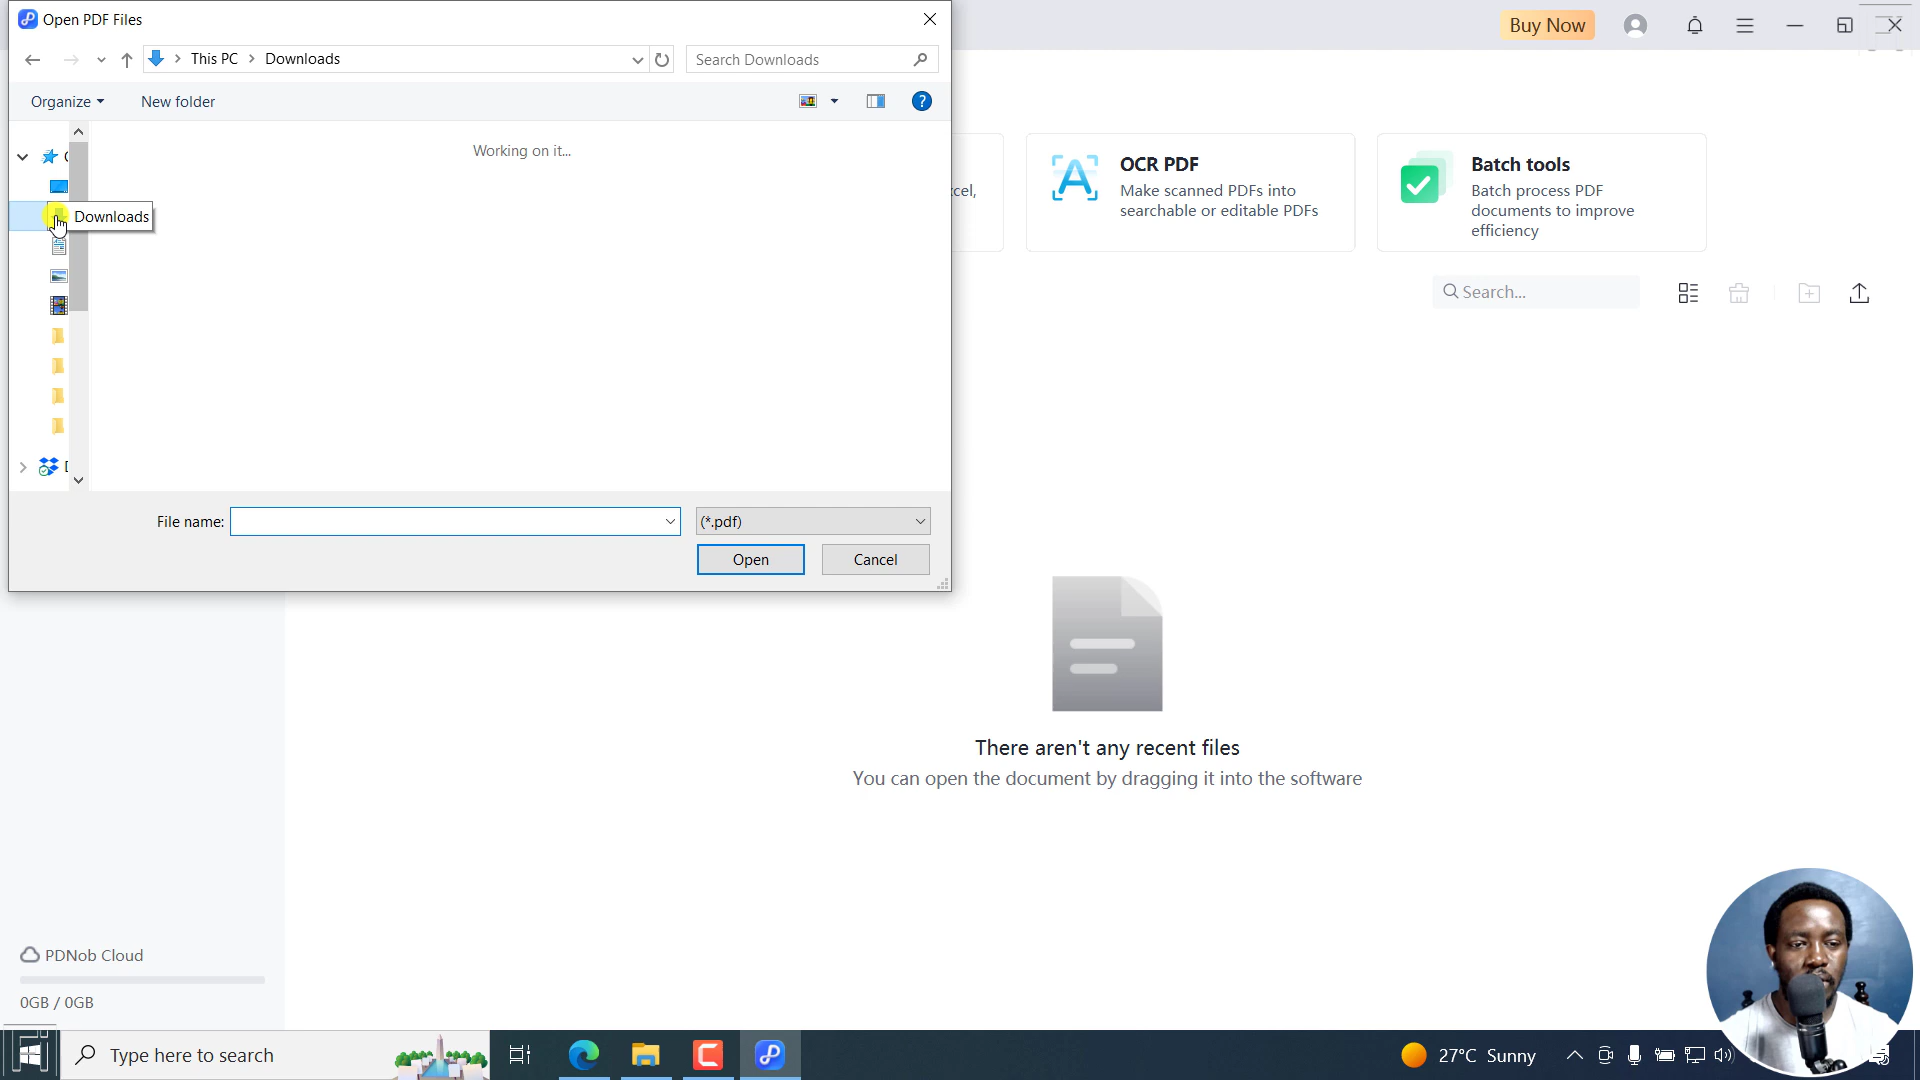 Open PDF Files
Buy Now
This PC
Downloads
Search Downloads
Organize
New folder
Working on it...
Downloads
File name:
(*.pdf)
Open
Cancel
cel,
OCR PDF
Make scanned PDFs into
searchable or editable PDFs
Batch tools
Batch process PDF
documents to improve
efficiency
Search...
There aren't any recent files
You can open the document by dragging it into the software
PDNob Cloud
0GB / 0GB
Type here to search
27°C Sunny